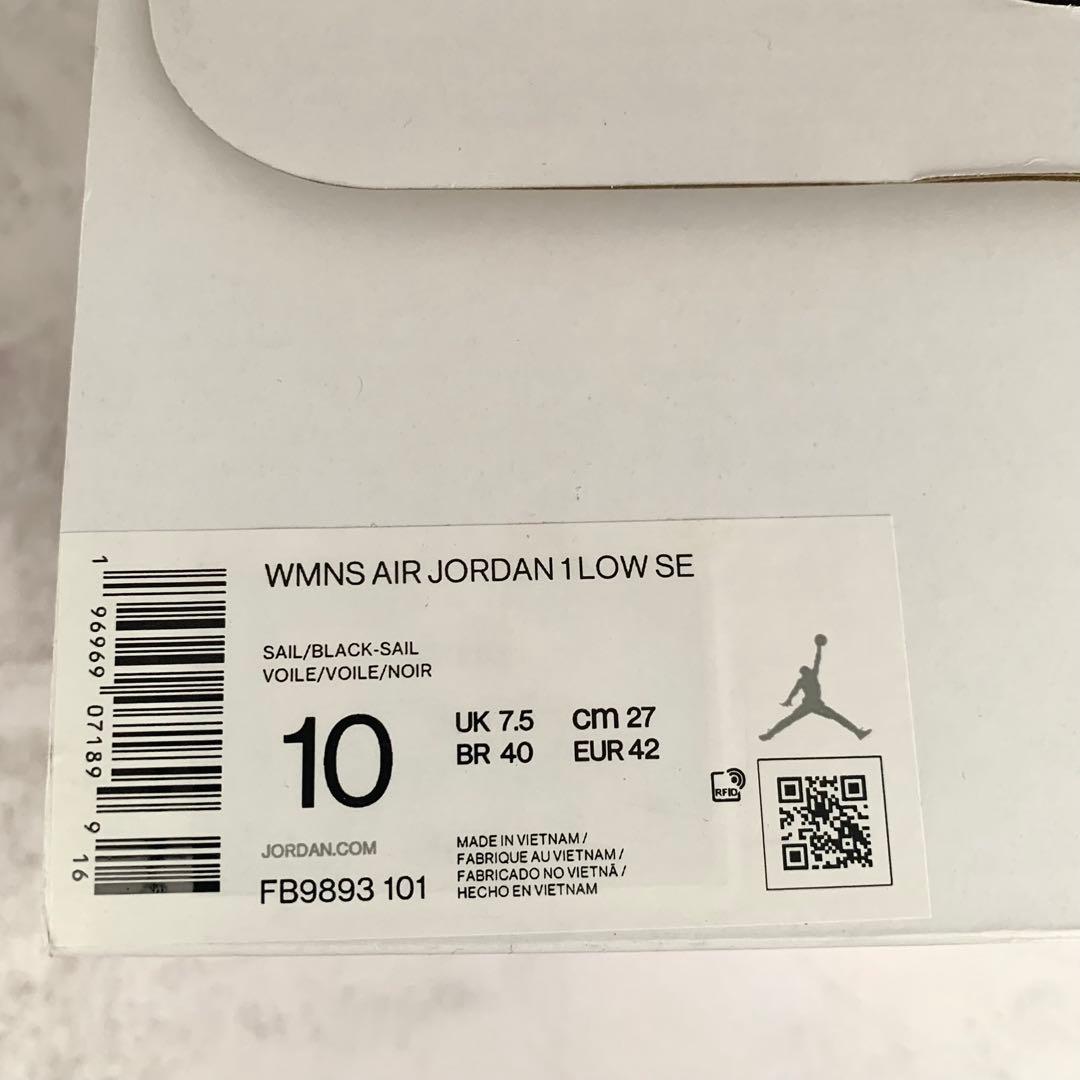 WMNS AIR JORDAN 1 LOW SE
SAIL/BLACK-SAIL
VOILE/VOILE/NOIR
10
UK 7.5 cm 27
BR 40 EUR 42
RFID
JORDAN.COM
FB9893 101
MADE IN VIETNAM /
FABRIQUE AU VIETNAM /
FABRICADO NO VIETNÃ /
HECHO EN VIETNAM
1 96969 07189 9 16